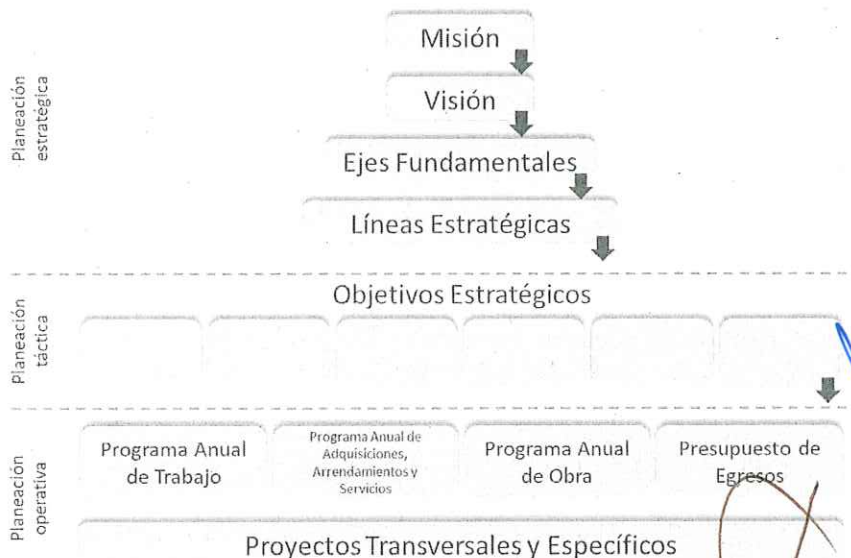 Planeación
estratégica
Misión
Visión
Ejes Fundamentales
Líneas Estratégicas
Planeación
táctica
Objetivos Estratégicos
Planeación
operativa
Programa Anual
de Trabajo
Programa Anual de
Adquisiciones,
Arrendamientos y
Servicios
Programa Anual
de Obra
Presupuesto de
Egresos
Proyectos Transversales y Específicos